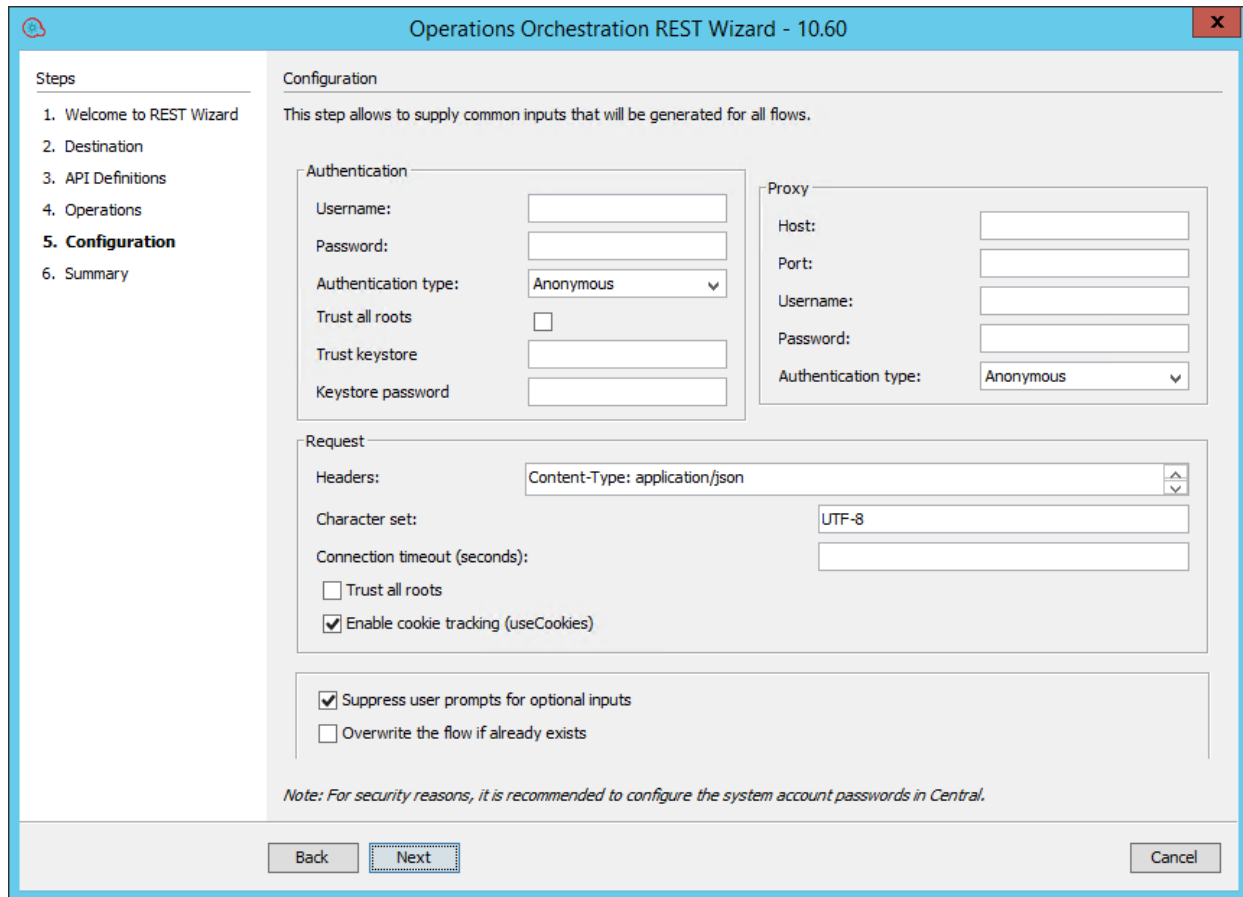 Operations Orchestration REST Wizard - 10.60
x
Steps
1. Welcome to REST Wizard
2. Destination
3. API Definitions
4. Operations
5. Configuration
6. Summary
Configuration
This step allows to supply common inputs that will be generated for all flows.
Authentication
Username:
Password:
Authentication type: Anonymous
Trust all roots
Trust keystore
Keystore password
Proxy
Host:
Port:
Username:
Password:
Authentication type: Anonymous
Request
Headers: Content-Type: application/json
Character set: UTF-8
Connection timeout (seconds):
Trust all roots
Enable cookie tracking (useCookies)
Suppress user prompts for optional inputs
Overwrite the flow if already exists
Note: For security reasons, it is recommended to configure the system account passwords in Central.
Back Next Cancel